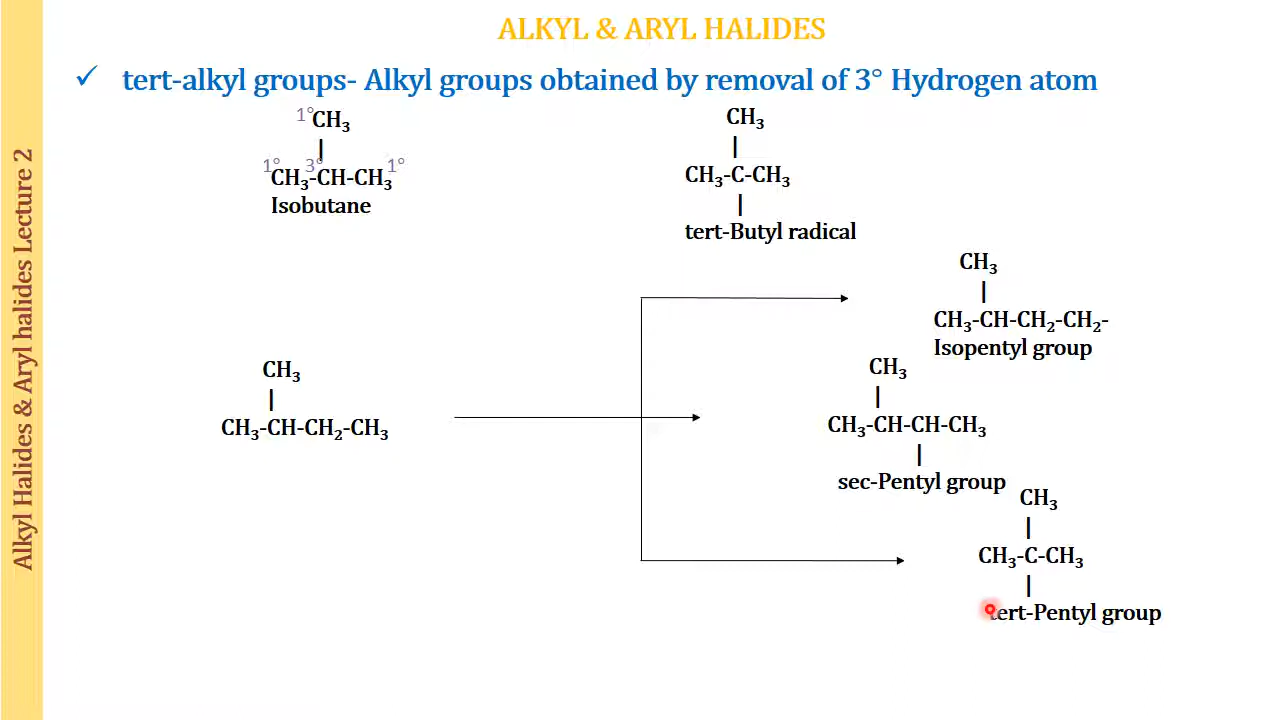 ALKYL & ARYL HALIDES
✓ tert-alkyl groups- Alkyl groups obtained by removal of 3° Hydrogen atom
Alkyl Halides & Aryl halides Lecture 2
1°CH₃
|
1° 3° 1°
CH₃-CH-CH₃
Isobutane
CH₃
|
CH₃-C-CH₃
|
tert-Butyl radical
CH₃
|
CH₃-CH-CH₂-CH₃
CH₃
|
CH₃-CH-CH₂-CH₂-
Isopentyl group
CH₃
|
CH₃-CH-CH-CH₃
|
sec-Pentyl group
CH₃
|
CH₃-C-CH₃
|
tert-Pentyl group